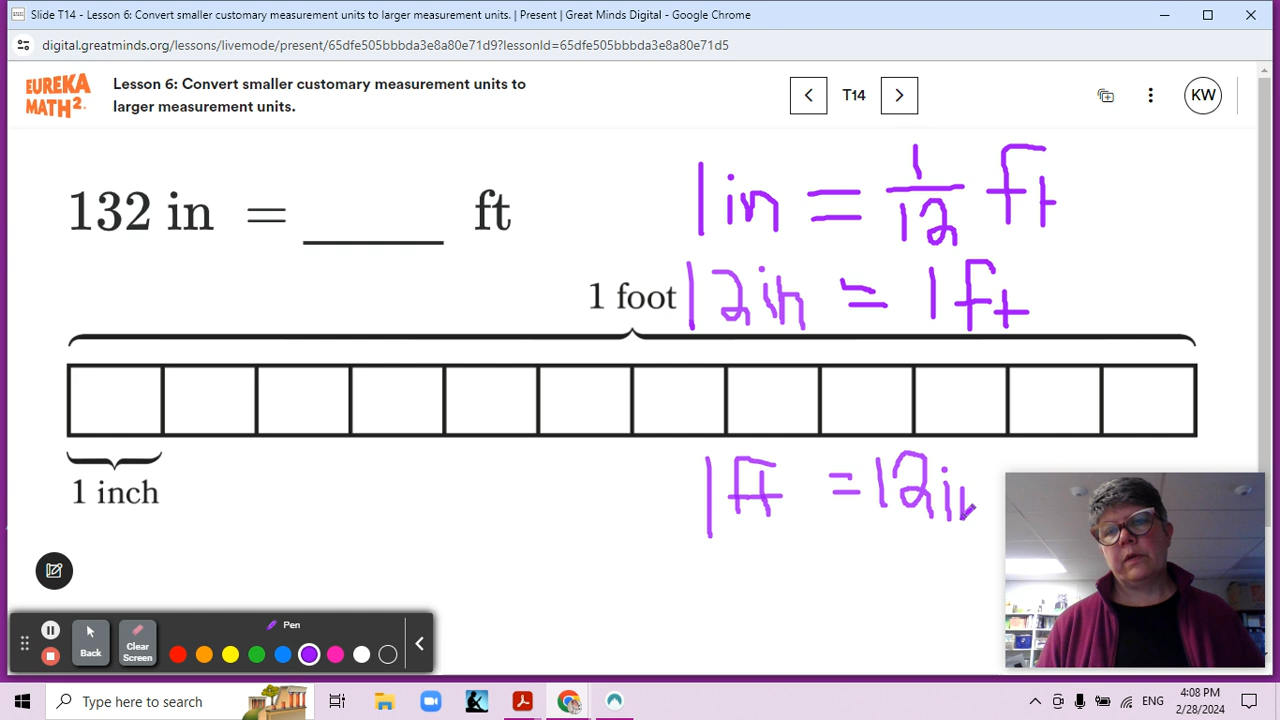 Slide T14 - Lesson 6: Convert smaller customary measurement units to larger measurement units. | Present | Great Minds Digital - Google Chrome
digital.greatminds.org/lessons/livemode/present/65dfe505bbbda3e8a80e71d9?lessonId=65dfe505bbbda3e8a80e71d5
EUREKA MATH²
Lesson 6: Convert smaller customary measurement units to
larger measurement units.
T14
KW
132 in = ______ ft
1 in = 1/12 ft
12 in = 1 ft
1 foot
1 inch
1 ft = 12 in
Pen
Back
Clear Screen
Type here to search
ENG
4:08 PM
2/28/2024